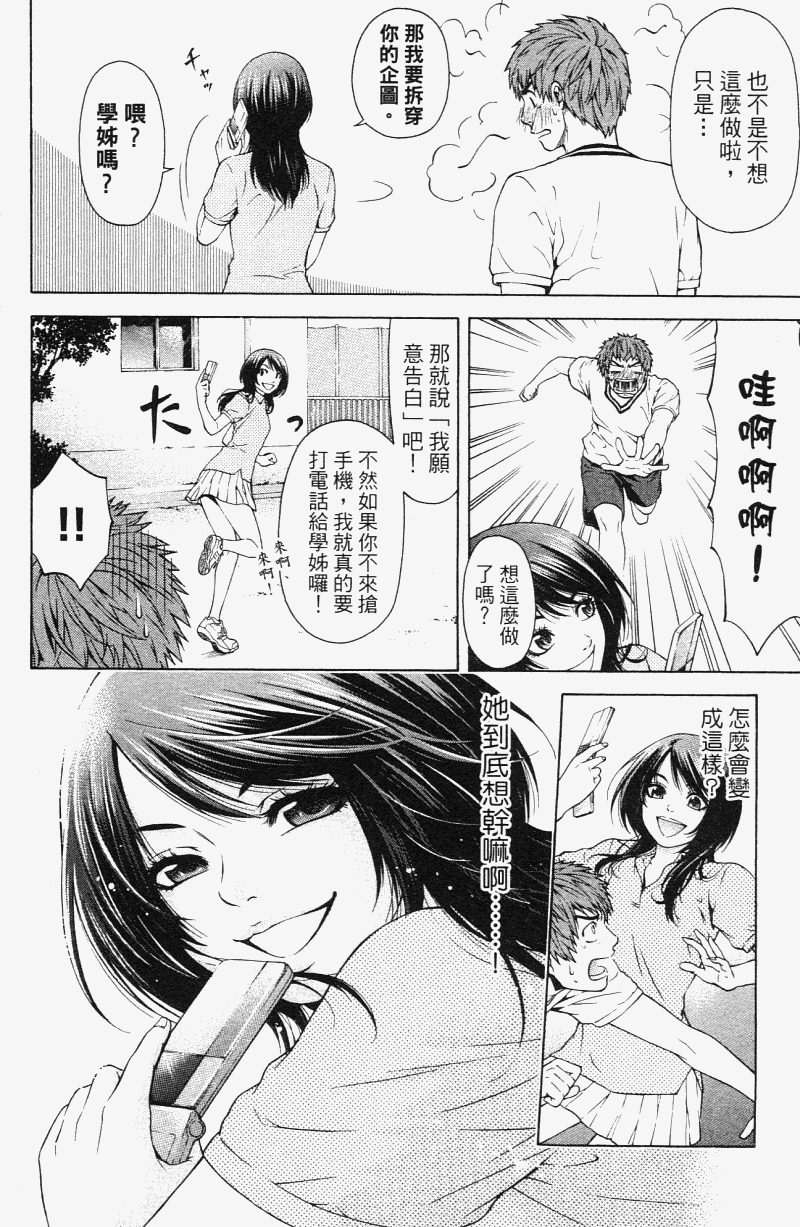 也不是不想
這麼做啦，
只是…
那我要拆穿
你的企圖。
チャッ
喂？
學姊嗎？
哇啊啊啊啊！
想這麼做
了嗎？
那就說「我願
意告白」吧！
不然如果你不來搶
手機，我就真的要
打電話給學姊囉！
たっ
來啊、
來啊！
!!
怎麼會變
成這樣？
她到底想幹嘛啊……！